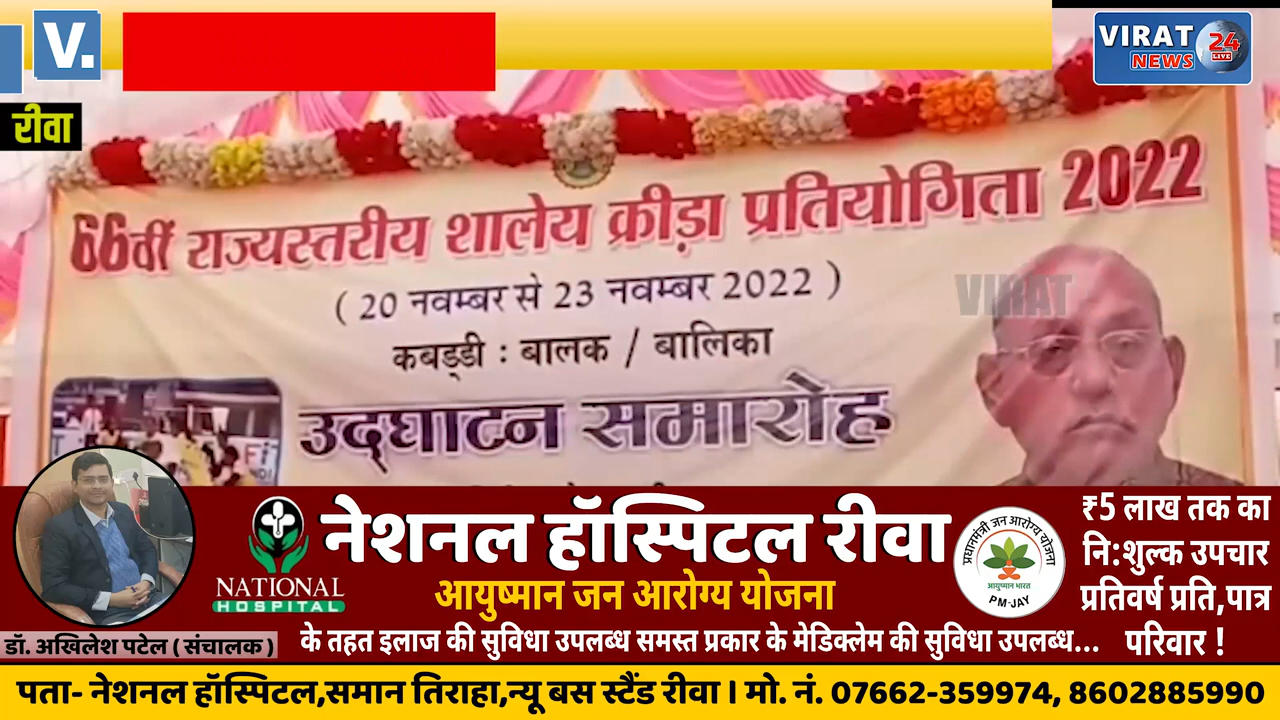 V.
VIRAT
NEWS
24
LIVE
रीवा
66वीं राज्यस्तरीय शालेय क्रीड़ा प्रतियोगिता 2022
( 20 नवम्बर से 23 नवम्बर 2022 )
कबड्डी : बालक / बालिका
उद्घाटन समारोह
VIRAT
नेशनल हॉस्पिटल रीवा
NATIONAL
HOSPITAL
आयुष्मान जन आरोग्य योजना
के तहत इलाज की सुविधा उपलब्ध समस्त प्रकार के मेडिक्लेम की सुविधा उपलब्ध...
प्रधानमंत्री जन आरोग्य योजना
आयुष्मान भारत
PM-JAY
₹5 लाख तक का
नि:शुल्क उपचार
प्रतिवर्ष प्रति,पात्र
परिवार !
डॉ. अखिलेश पटेल ( संचालक )
पता- नेशनल हॉस्पिटल,समान तिराहा,न्यू बस स्टैंड रीवा । मो. नं. 07662-359974, 8602885990